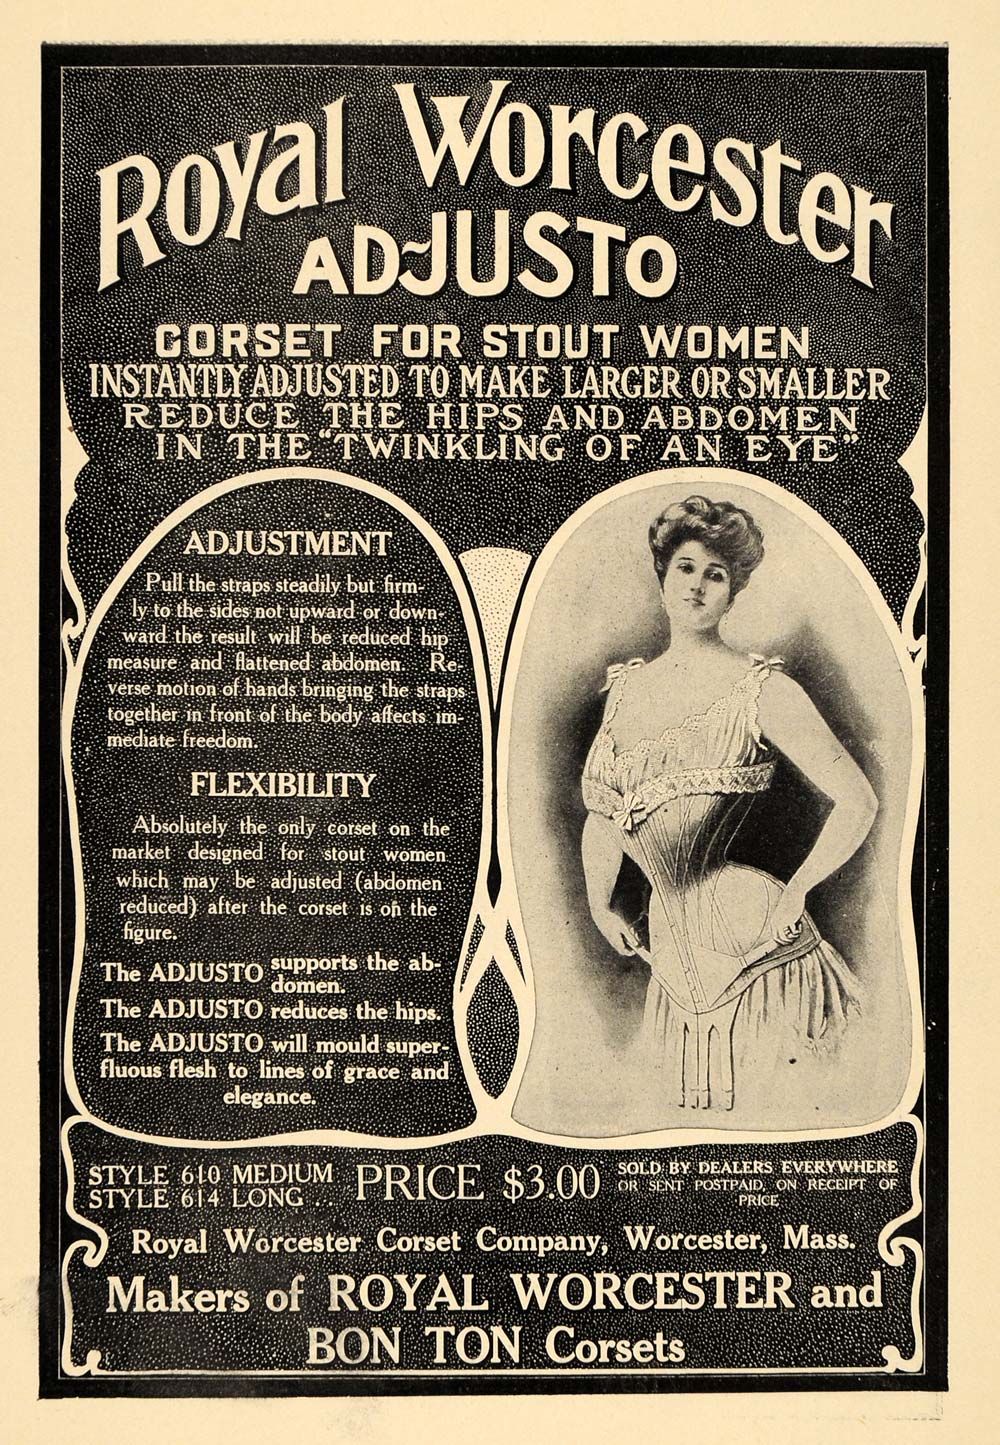 Royal Worcester
ADJUSTO
CORSET FOR STOUT WOMEN
INSTANTLY ADJUSTED TO MAKE LARGER OR SMALLER
REDUCE THE HIPS AND ABDOMEN
IN THE "TWINKLING OF AN EYE"
ADJUSTMENT
Pull the straps steadily but firm-
ly to the sides not upward or down-
ward the result will be reduced hip
measure and flattened abdomen. Re-
verse motion of hands bringing the straps
together in front of the body affects im-
mediate freedom.
FLEXIBILITY
Absolutely the only corset on the
market designed for stout women
which may be adjusted (abdomen
reduced) after the corset is on the
figure.
The ADJUSTO supports the ab-
domen.
The ADJUSTO reduces the hips.
The ADJUSTO will mould super-
fluous flesh to lines of grace and
elegance.
STYLE 610 MEDIUM
STYLE 614 LONG ...
PRICE $3.00
SOLD BY DEALERS EVERYWHERE
OR SENT POSTPAID, ON RECEIPT OF
PRICE
Royal Worcester Corset Company, Worcester, Mass.
Makers of ROYAL WORCESTER and
BON TON Corsets